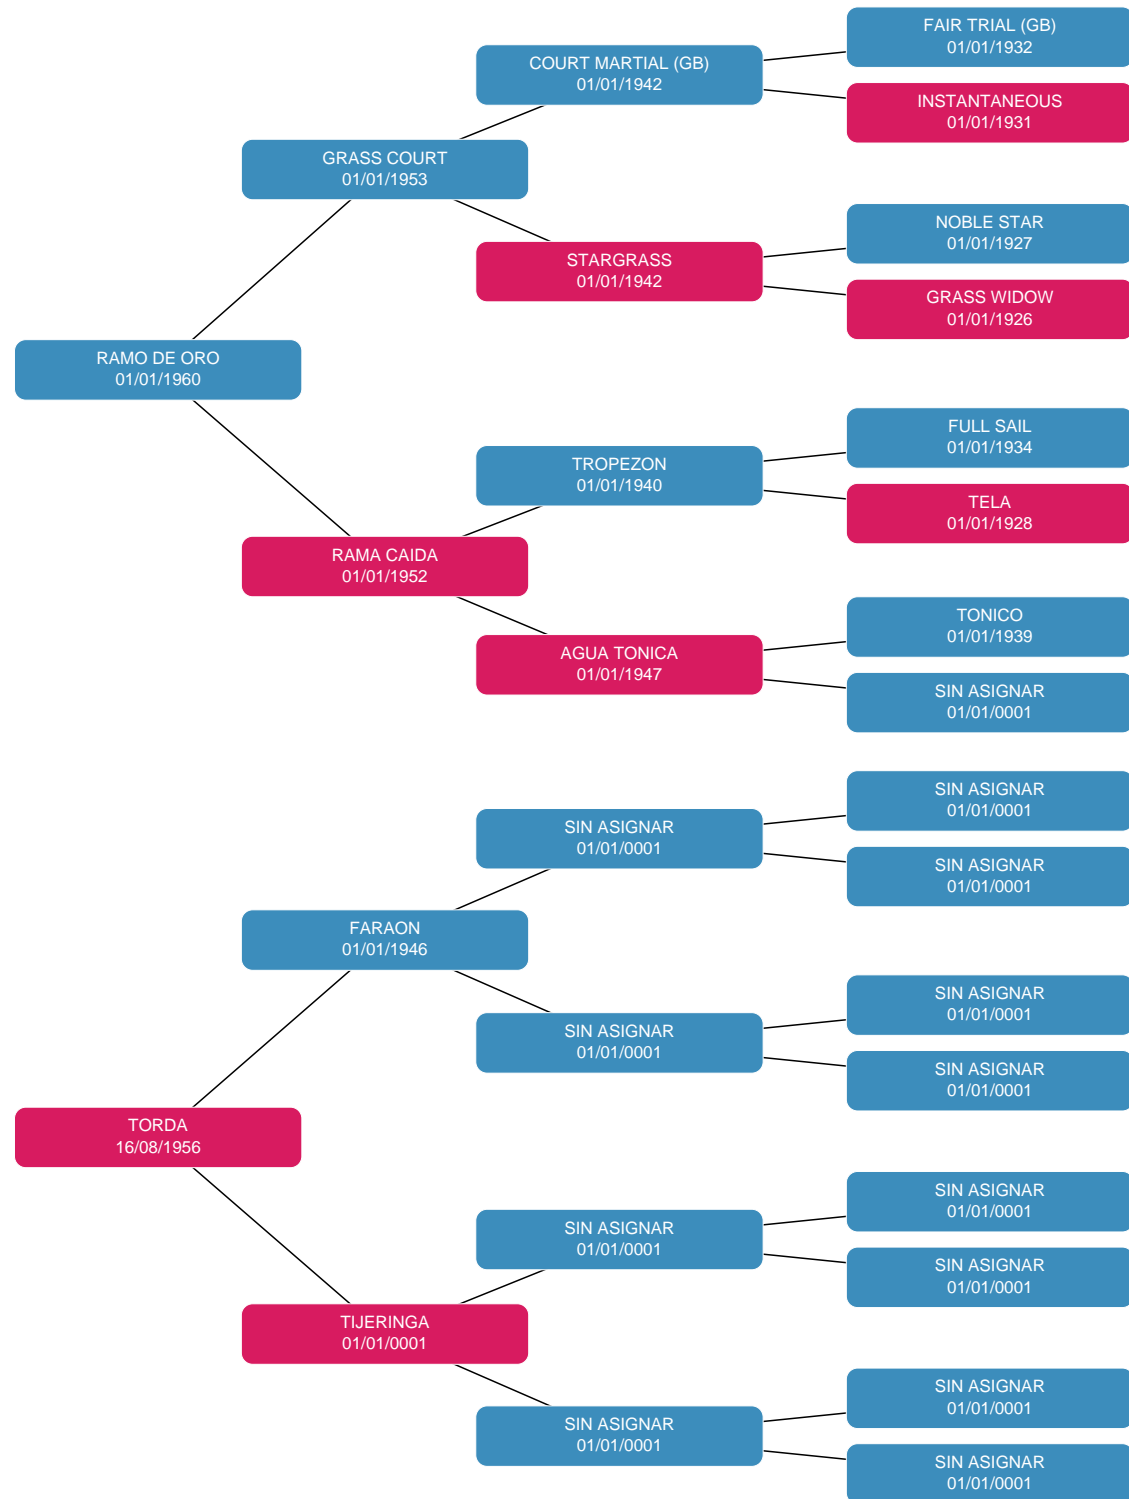 FAIR TRIAL (GB)
01/01/1932
COURT MARTIAL (GB)
01/01/1942
INSTANTANEOUS
01/01/1931
GRASS COURT
01/01/1953
NOBLE STAR
01/01/1927
STARGRASS
01/01/1942
GRASS WIDOW
01/01/1926
RAMO DE ORO
01/01/1960
FULL SAIL
01/01/1934
TROPEZON
01/01/1940
TELA
01/01/1928
RAMA CAIDA
01/01/1952
TONICO
01/01/1939
AGUA TONICA
01/01/1947
SIN ASIGNAR
01/01/0001
SIN ASIGNAR
01/01/0001
SIN ASIGNAR
01/01/0001
SIN ASIGNAR
01/01/0001
FARAON
01/01/1946
SIN ASIGNAR
01/01/0001
SIN ASIGNAR
01/01/0001
SIN ASIGNAR
01/01/0001
TORDA
16/08/1956
SIN ASIGNAR
01/01/0001
SIN ASIGNAR
01/01/0001
SIN ASIGNAR
01/01/0001
TIJERINGA
01/01/0001
SIN ASIGNAR
01/01/0001
SIN ASIGNAR
01/01/0001
SIN ASIGNAR
01/01/0001